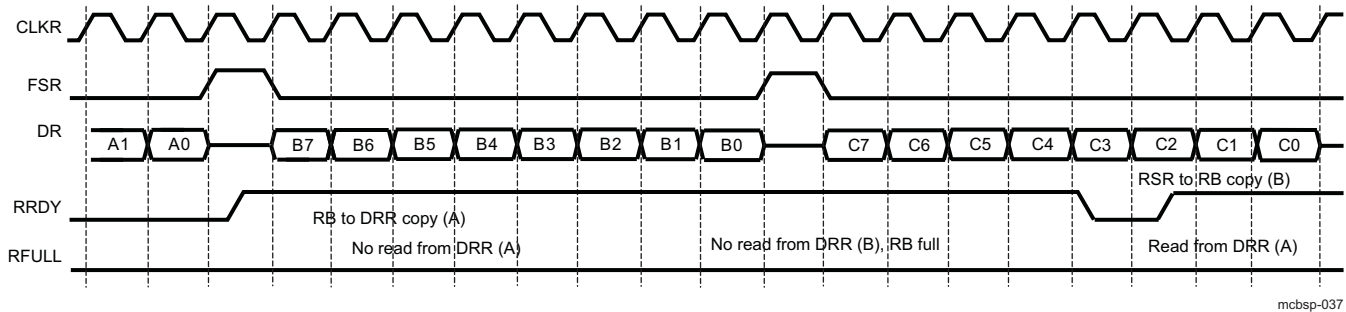 CLKR
FSR
DR A1 A0 B7 B6 B5 B4 B3 B2 B1 B0 C7 C6 C5 C4 C3 C2 C1 C0
RSR to RB copy (B)
RRDY RB to DRR copy (A)
No read from DRR (A) No read from DRR (B), RB full Read from DRR (A)
RFULL
mcbsp-037